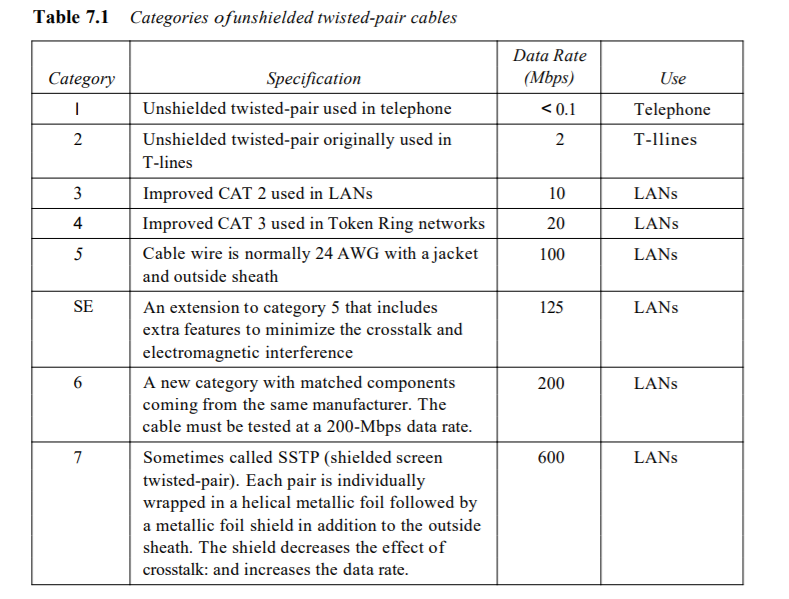 Table 7.1 Categories ofunshielded twisted-pair cables
Category Specification Data Rate (Mbps) Use
1 Unshielded twisted-pair used in telephone < 0.1 Telephone
2 Unshielded twisted-pair originally used in 2 T-llines
T-lines
3 Improved CAT 2 used in LANs 10 LANs
4 Improved CAT 3 used in Token Ring networks 20 LANs
5 Cable wire is normally 24 AWG with a jacket 100 LANs
and outside sheath
SE An extension to category 5 that includes 125 LANs
extra features to minimize the crosstalk and
electromagnetic interference
6 A new category with matched components 200 LANs
coming from the same manufacturer. The
cable must be tested at a 200-Mbps data rate.
7 Sometimes called SSTP (shielded screen 600 LANs
twisted-pair). Each pair is individually
wrapped in a helical metallic foil followed by
a metallic foil shield in addition to the outside
sheath. The shield decreases the effect of
crosstalk: and increases the data rate.